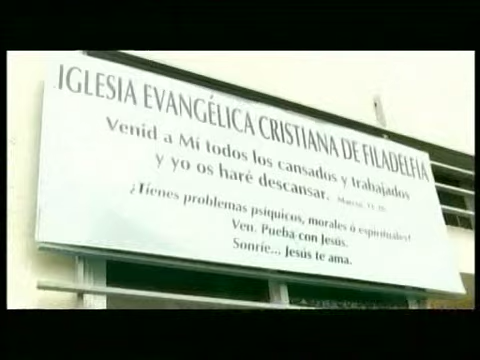 IGLESIA EVANGÉLICA CRISTIANA DE FILADELFIA
Venid a Mí todos los cansados y trabajados
y yo os haré descansar.
¿Tienes problemas psíquicos, morales ó espirituales!
Ven. Pueba con Jesús.
Sonríe... Jesús te ama.